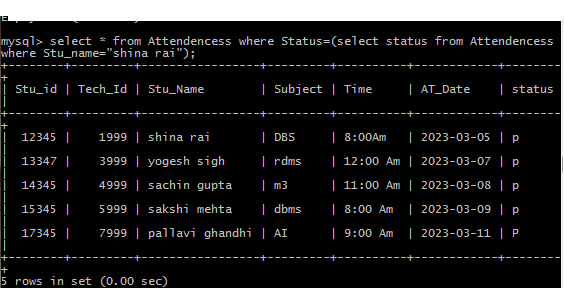 mysql> select * from Attendencess where Status=(select status from Attendencess
where Stu_name="shina rai");
+--------+---------+------------------+---------+----------+------------+--------
+
| Stu_id | Tech_Id | Stu_Name | Subject | Time | AT_Date | status
|
+--------+---------+------------------+---------+----------+------------+--------
+
| 12345 | 1999 | shina rai | DBS | 8:00Am | 2023-03-05 | p
|
| 13347 | 3999 | yogesh sigh | rdms | 12:00 Am | 2023-03-07 | p
|
| 14345 | 4999 | sachin gupta | m3 | 11:00 Am | 2023-03-08 | p
|
| 15345 | 5999 | sakshi mehta | dbms | 8:00 Am | 2023-03-09 | p
|
| 17345 | 7999 | pallavi ghandhi | AI | 9:00 Am | 2023-03-11 | P
|
+--------+---------+------------------+---------+----------+------------+--------
+
5 rows in set (0.00 sec)